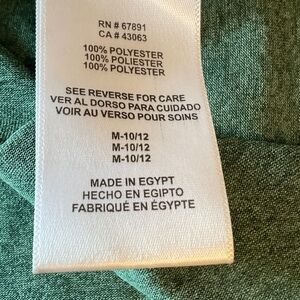 RN # 67891
CA # 43063
100% POLYESTER
100% POLIESTER
100% POLYESTER
SEE REVERSE FOR CARE
VER AL DORSO PARA CUIDADO
VOIR AU VERSO POUR SOINS
M-10/12
M-10/12
M-10/12
MADE IN EGYPT
HECHO EN EGIPTO
FABRIQUÉ EN ÉGYPTE